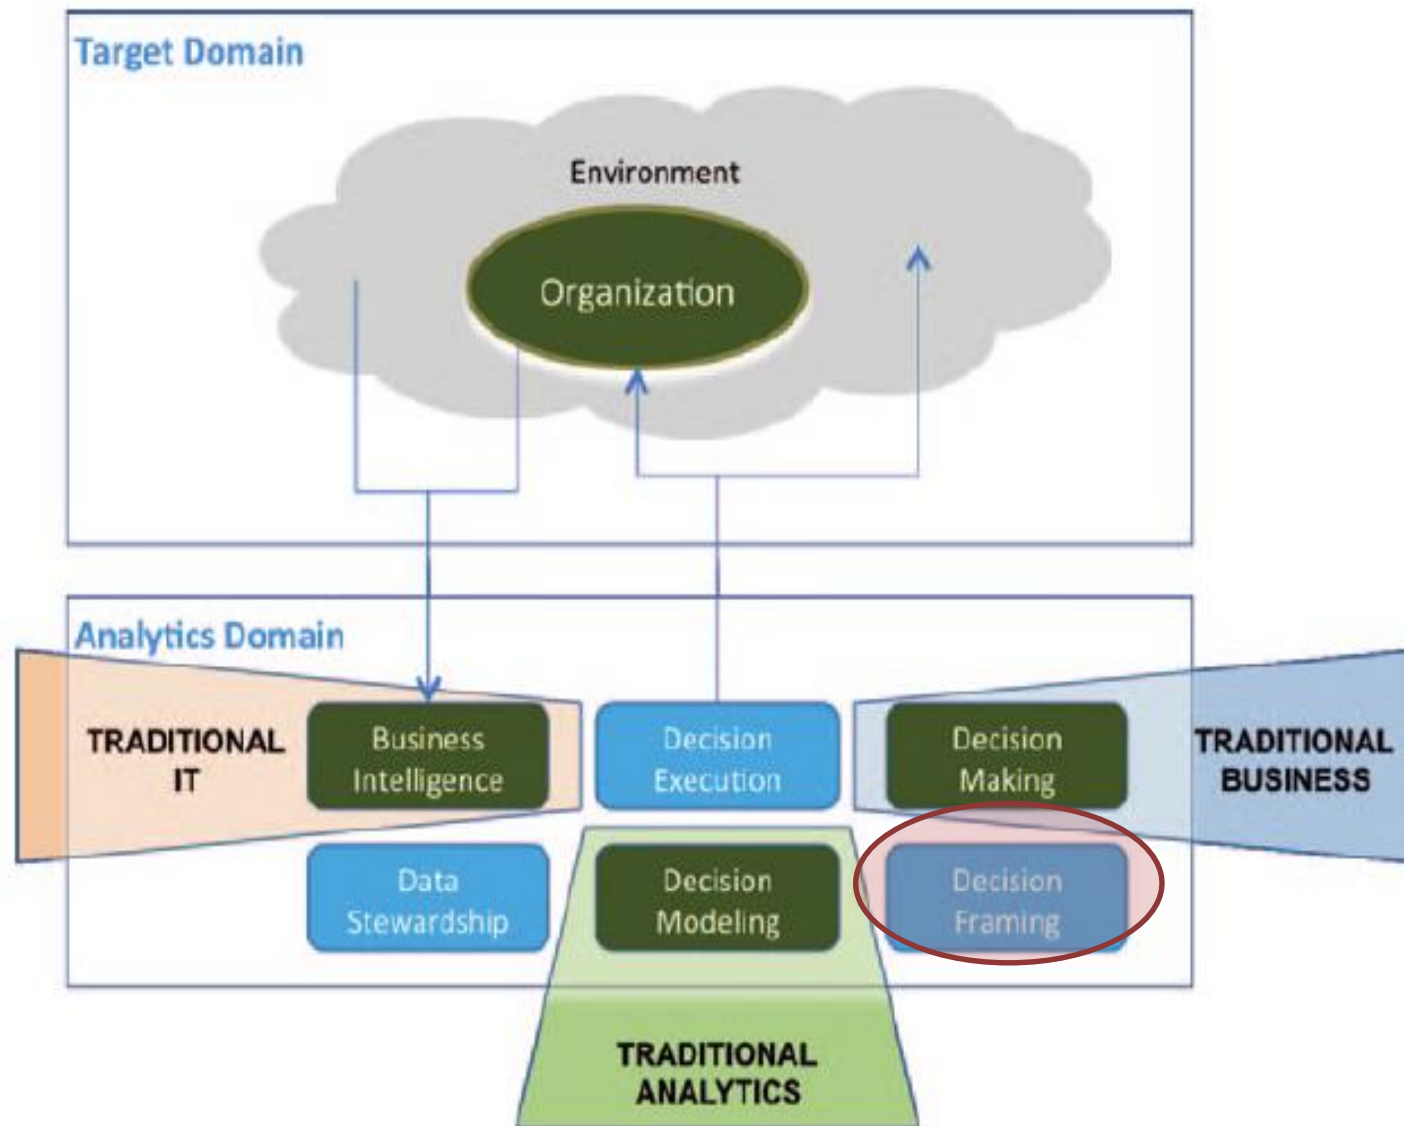 Target Domain
Environment
Organization
Analytics Domain
TRADITIONAL
IT
Business
Intelligence
Decision
Execution
Decision
Making
TRADITIONAL
BUSINESS
Data
Stewardship
Decision
Modeling
Decision
Framing
TRADITIONAL
ANALYTICS